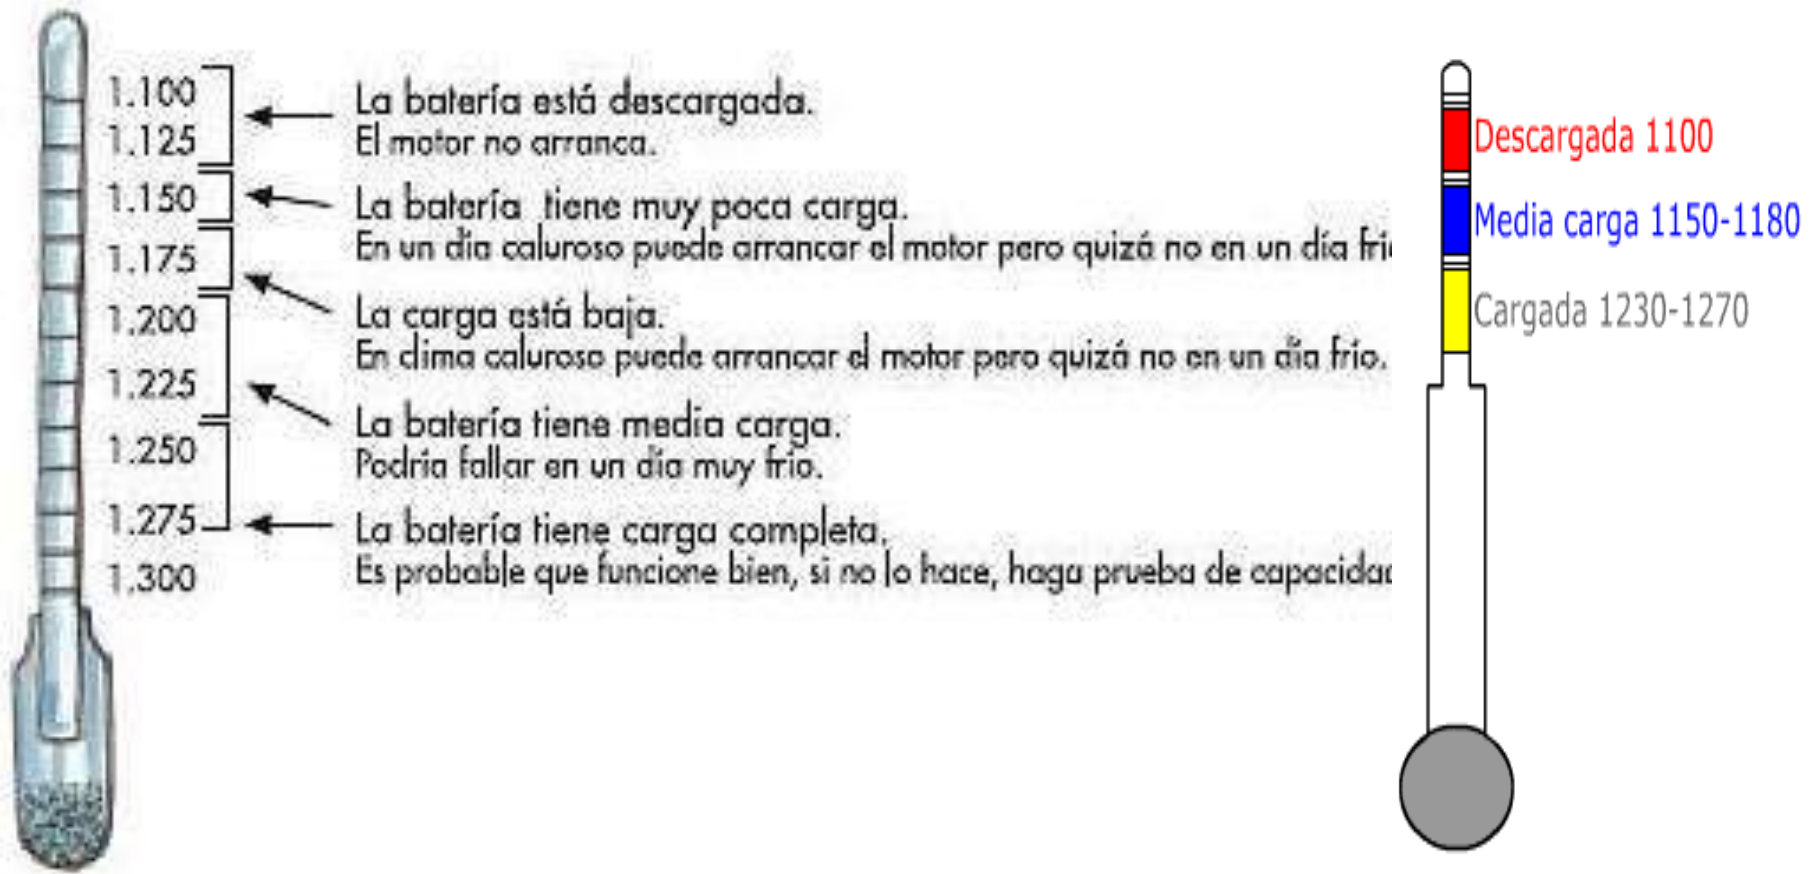 1.100
1.125
1.150
1.175
1.200
1.225
1.250
1.275
1.300
La batería está descargada.
El motor no arranca.
La batería tiene muy poca carga.
En un día caluroso puede arrancar el motor pero quizá no en un día
La carga está baja.
En clima caluroso puede arrancar el motor pero quizá no en un día frío.
La batería tiene media carga.
Podría fallar en un día muy frío.
La batería tiene carga completa.
Es probable que funcione bien, si no lo hace, haga prueba de
Descargada 1100
Media carga 1150-1180
Cargada 1230-1270